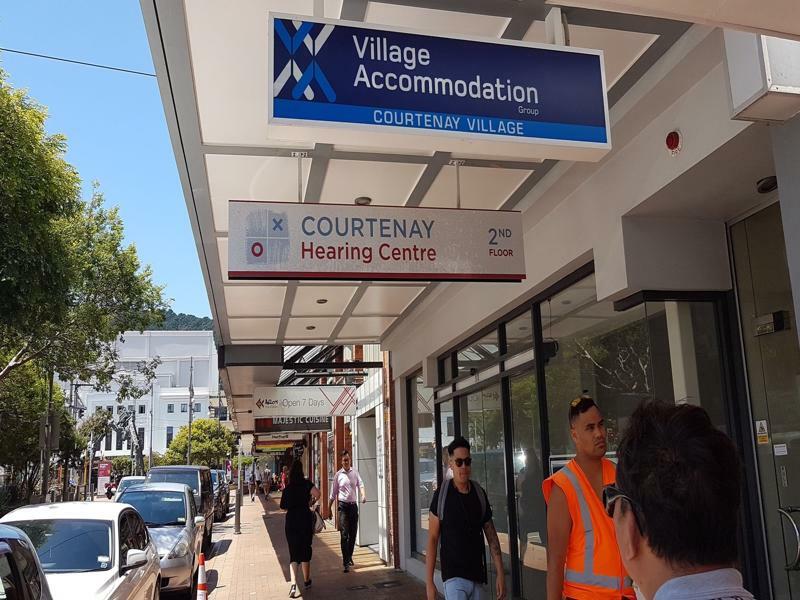 Village
Accommodation
Group
COURTENAY VILLAGE
COURTENAY
Hearing Centre
2ND
FLOOR
Open 7 Days
MAJESTIC CUISINE